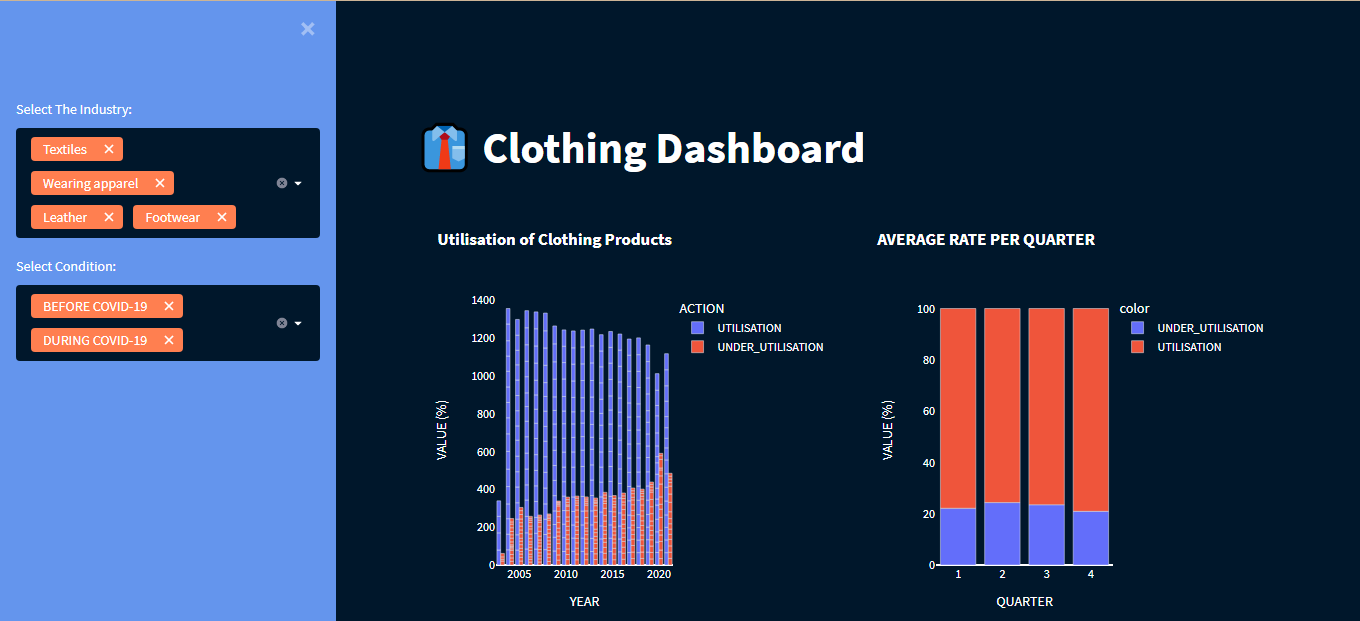 Select The Industry:
Textiles ×
Wearing apparel ×
Leather × Footwear ×
Select Condition:
BEFORE COVID-19 ×
DURING COVID-19 ×
Clothing Dashboard
Utilisation of Clothing Products
ACTION
UTILISATION
UNDER_UTILISATION
VALUE (%)
1400
1200
1000
800
600
400
200
0
2005 2010 2015 2020
YEAR
AVERAGE RATE PER QUARTER
color
UNDER_UTILISATION
UTILISATION
VALUE (%)
100
80
60
40
20
0
1 2 3 4
QUARTER